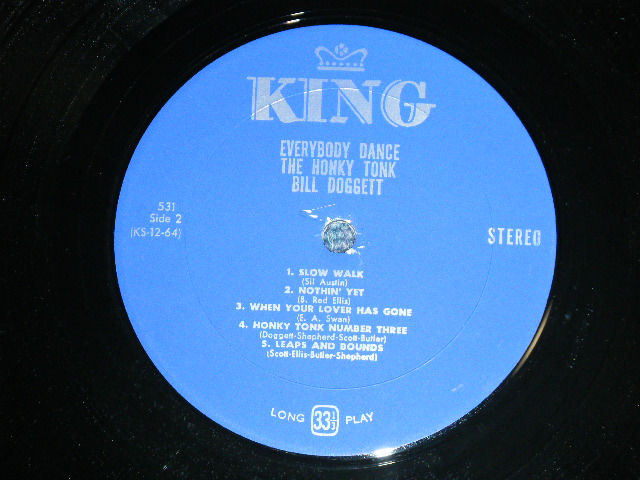 K
KING
EVERYBODY DANCE
THE HONKY TONK
BILL DOGGETT
531
Side 2
(KS-12-64)
STEREO
1. SLOW WALK
(Sil Austin)
2. NOTHIN' YET
(B. Red Ellis)
3. WHEN YOUR LOVER HAS GONE
(E. A. Swan)
4. HONKY TONK NUMBER THREE
(Doggett-Shepherd-Scott-Butler)
5. LEAPS AND BOUNDS
(Scott-Ellis-Butler-Shepherd)
LONG 33 1/3 PLAY